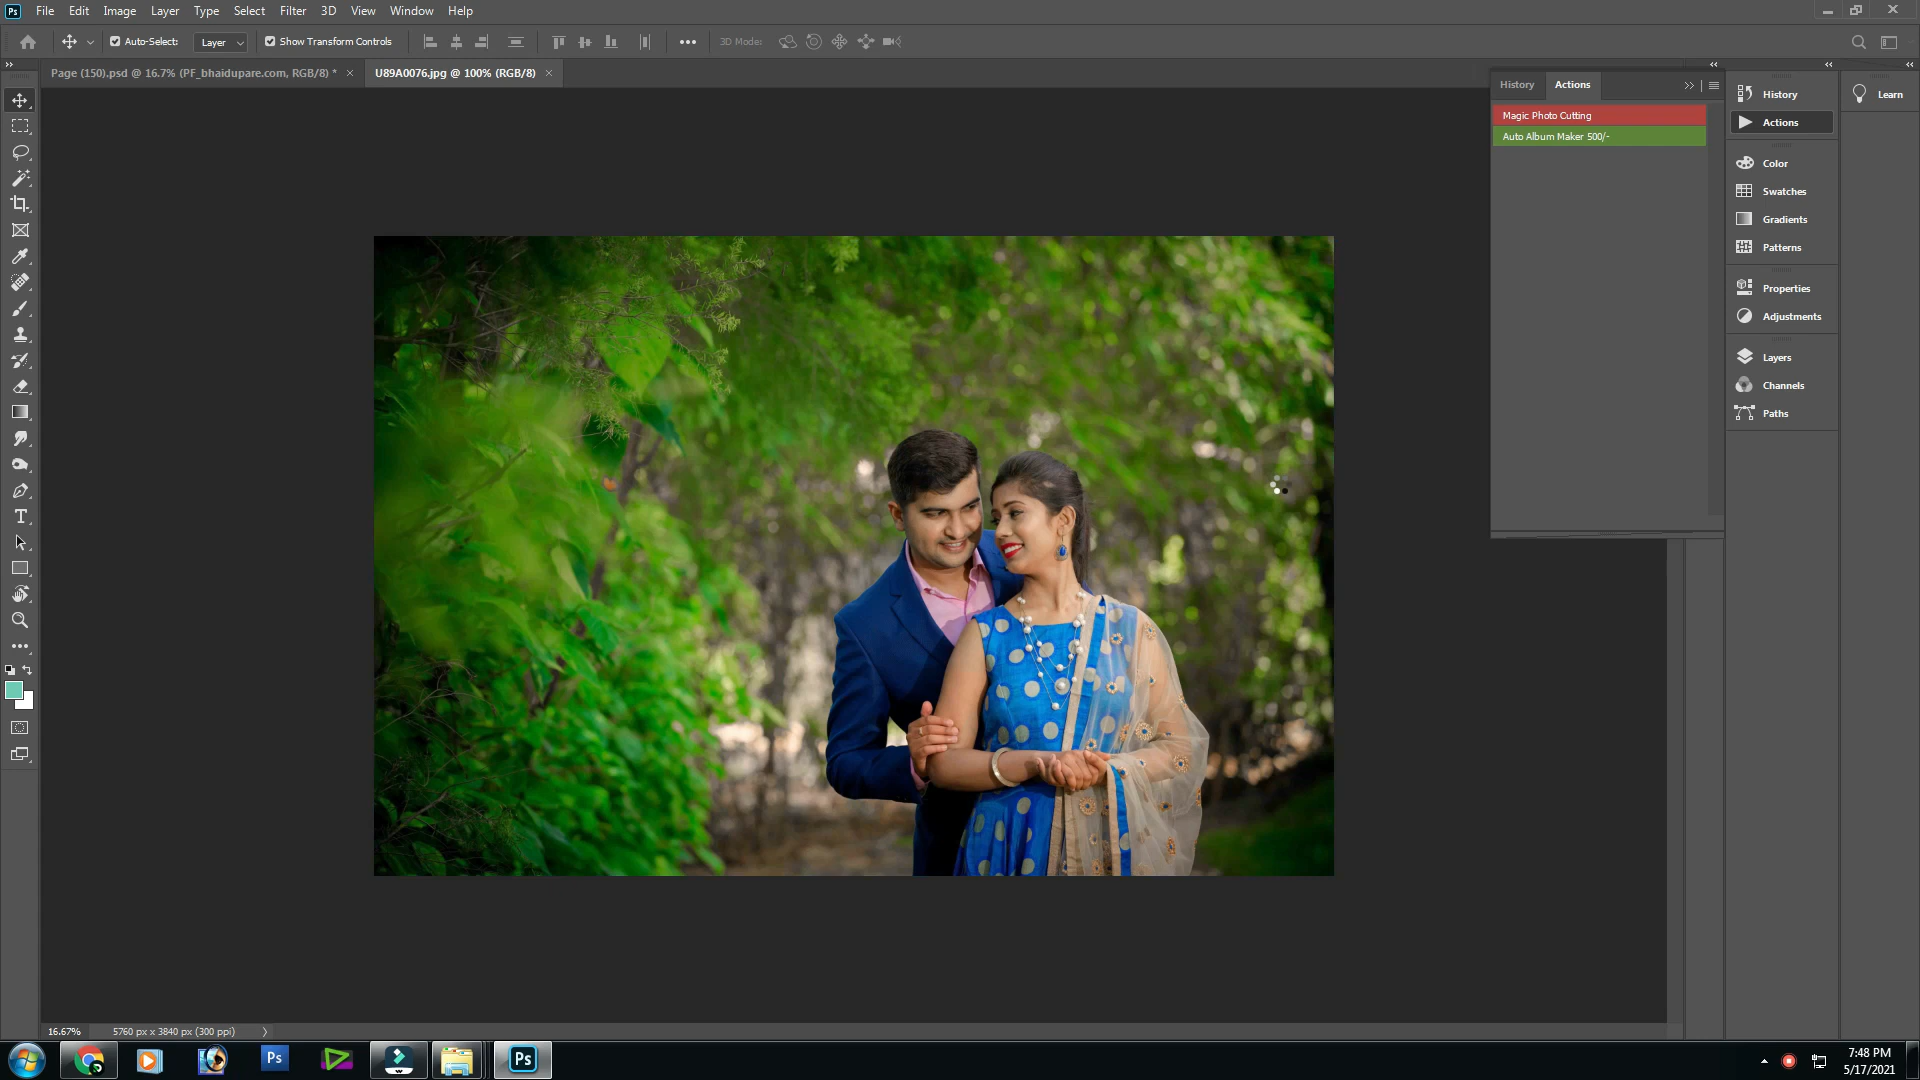 Ps File Edit Image Layer Type Select Filter 3D View Window Help
Auto-Select: Layer Show Transform Controls 3D Mode:
Page (150).psd @ 16.7% (PF_bhaidupare.com, RGB/8) * ×
U89A0076.jpg @ 100% (RGB/8) ×
History Actions
Magic Photo Cutting
Auto Album Maker 500/-
History
Actions
Color
Swatches
Gradients
Patterns
Properties
Adjustments
Layers
Channels
Paths
Learn
16.67% 5760 px x 3840 px (300 ppi)
Ps
Ps
7:48 PM
5/17/2021